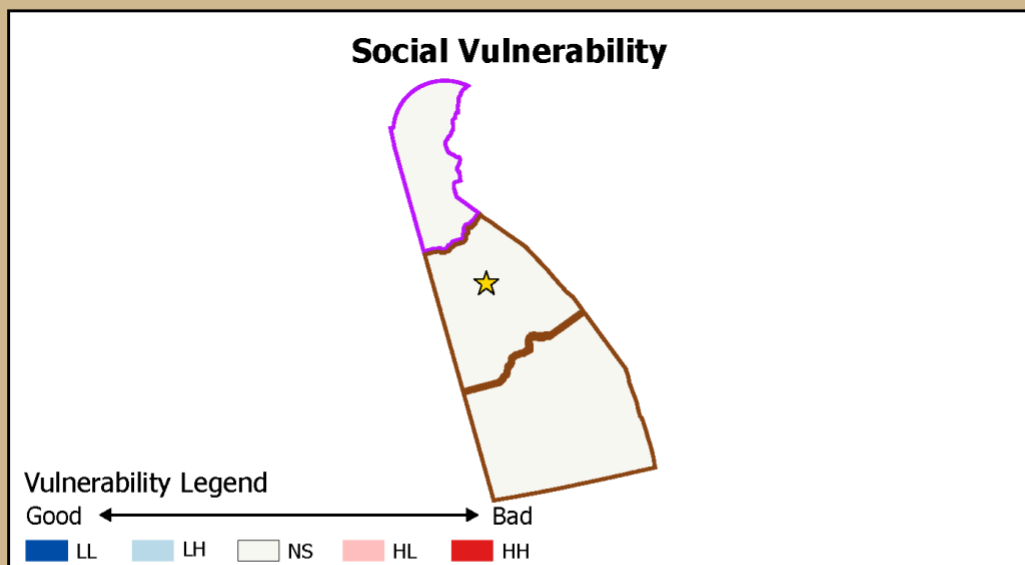 Social Vulnerability
Vulnerability Legend
Good Bad
LL LH NS HL HH